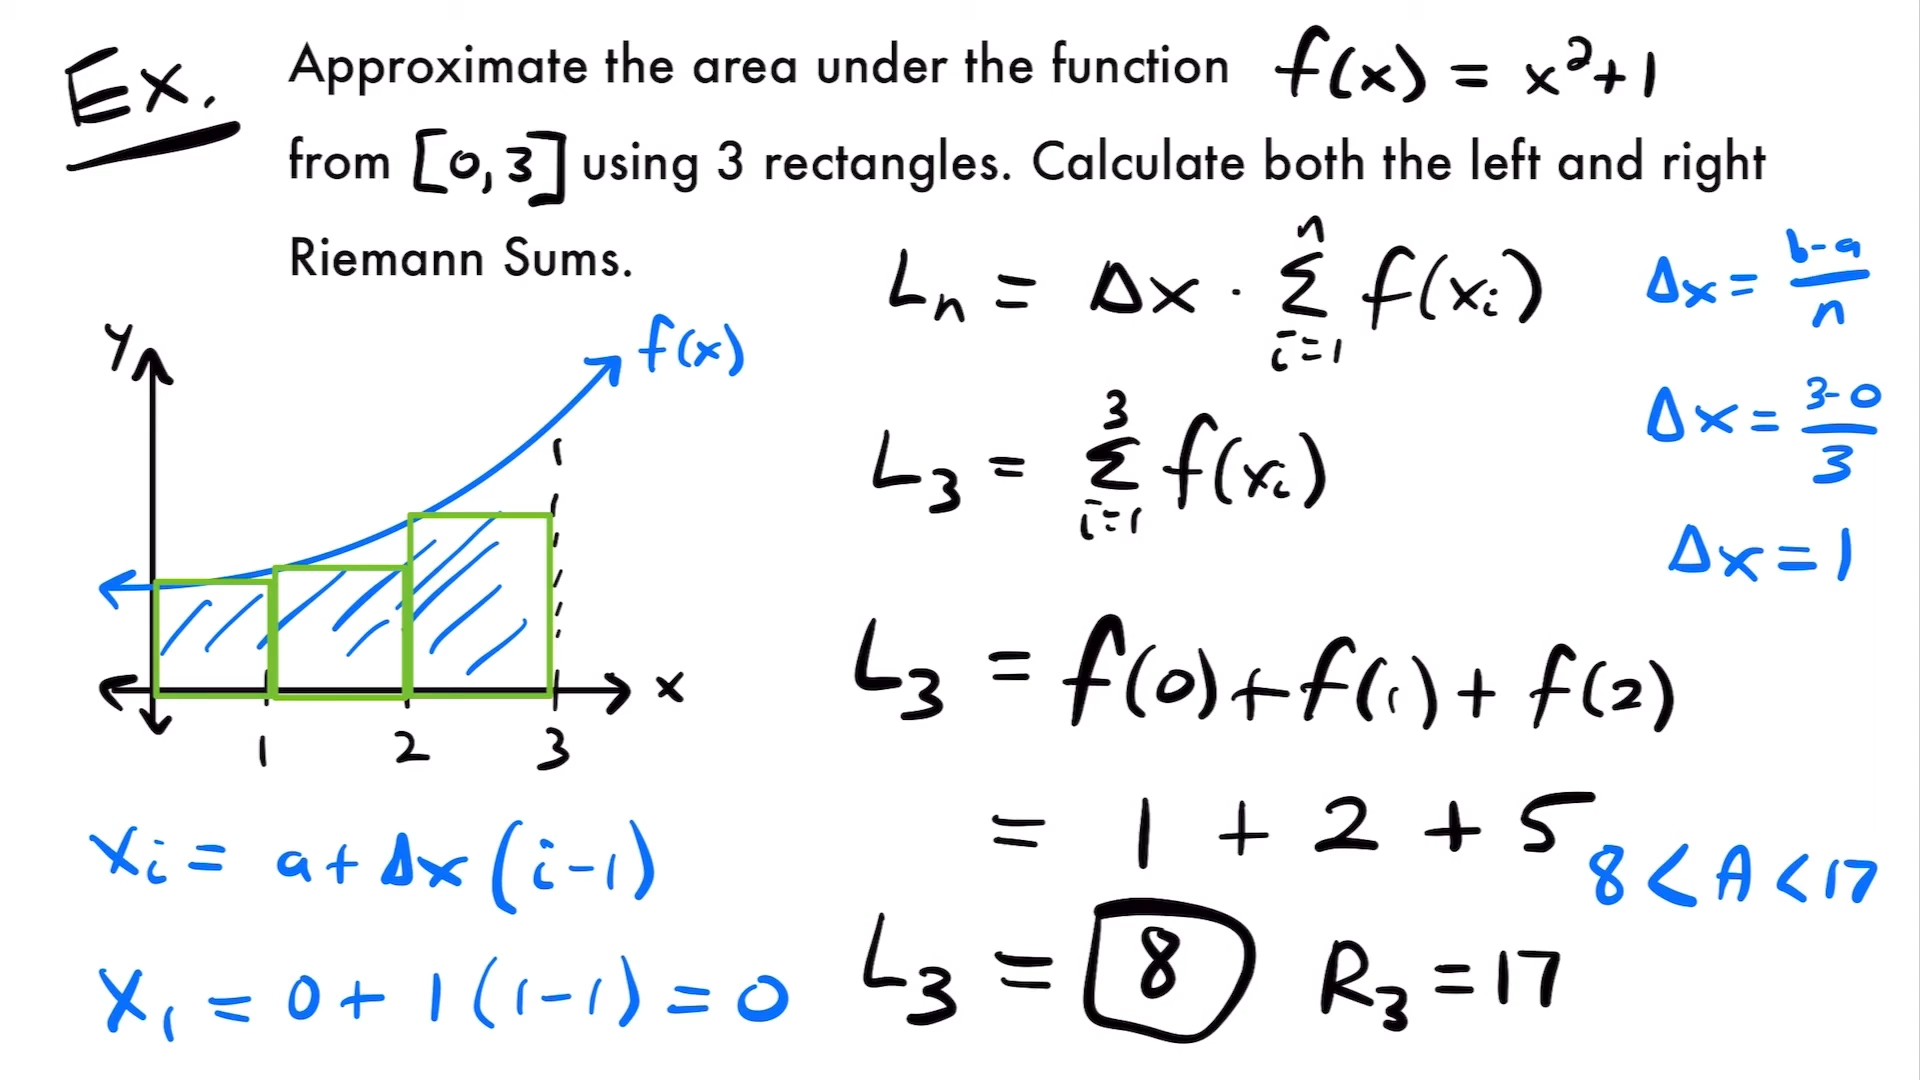 Ex. Approximate the area under the function f(x) = x²+1
from [0,3] using 3 rectangles. Calculate both the left and right
Riemann Sums.
Lₙ = Δx · Σ f(xᵢ)
n
i=1
Δx = b-a
n
y
f(x)
L₃ = Σ f(xᵢ)
3
i=1
Δx = 3-0
3
Δx = 1
L₃ = f(0)+f(1)+f(2)
x
1 2 3
= 1 + 2 + 5
8 < A < 17
xᵢ = a+Δx(i-1)
L₃ = 8
R₃ = 17
x₁ = 0+1(1-1) = 0